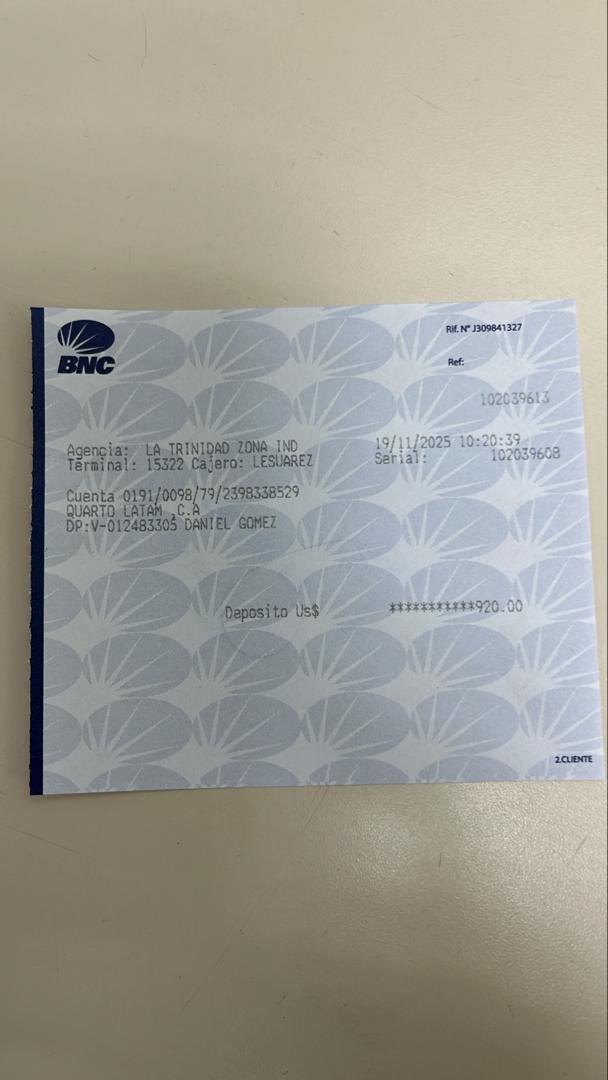 BNC
Rif. N° J309841327
Ref:
102039613
Agencia: LA TRINIDAD ZONA IND
19/11/2025 10:20:39
Terminal: 15322 Cajero: LESUAREZ
Serial: 102039608
Cuenta 0191/0098/79/2398338529
QUARTO LATAM ,C.A
DP:V-012483305 DANIEL GOMEZ
Deposito Us$ ***********920.00
2.CLIENTE